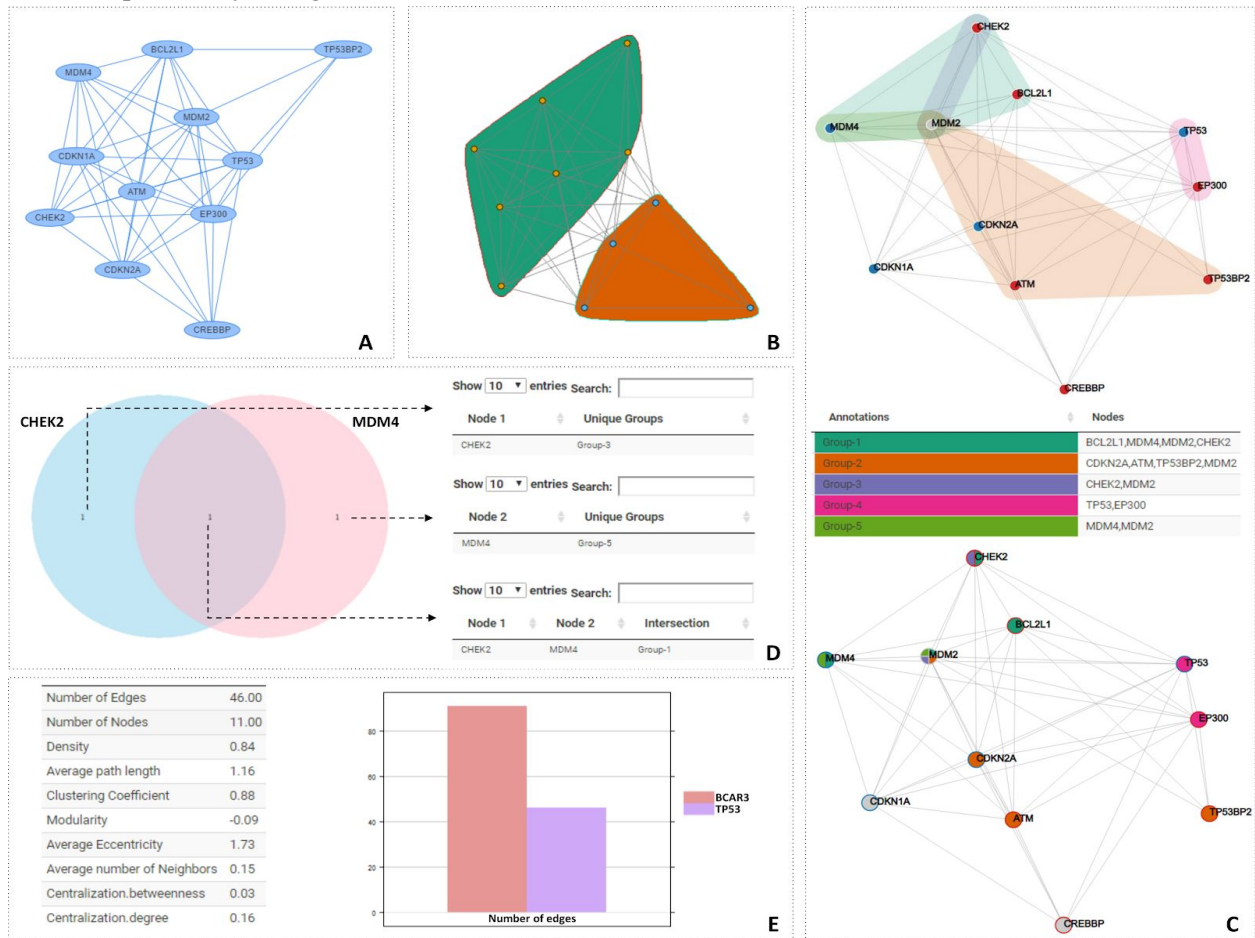 BCL2L1
TP53BP2
MDM4
MDM2
CDKN1A
TP53
ATM
CHEK2
EP300
CDKN2A
CREBBP
A
B
CHEK2
BCL2L1
MDM4
MDM2
TP53
EP300
CDKN2A
CDKN1A
ATM
TP53BP2
CREBBP
Annotations Nodes
Group-1 BCL2L1,MDM4,MDM2,CHEK2
Group-2 CDKN2A,ATM,TP53BP2,MDM2
Group-3 CHEK2,MDM2
Group-4 TP53,EP300
Group-5 MDM4,MDM2
CHEK2
BCL2L1
MDM4
MDM2
TP53
EP300
CDKN2A
CDKN1A
ATM
TP53BP2
CREBBP
C
CHEK2
MDM4
1
1
1
Show 10 entries Search:
Node 1 Unique Groups
CHEK2 Group-3
Show 10 entries Search:
Node 2 Unique Groups
MDM4 Group-5
Show 10 entries Search:
Node 1 Node 2 Intersection
CHEK2 MDM4 Group-1
D
Number of Edges 46.00
Number of Nodes 11.00
Density 0.84
Average path length 1.16
Clustering Coefficient 0.88
Modularity -0.09
Average Eccentricity 1.73
Average number of Neighbors 0.15
Centralization.betweenness 0.03
Centralization.degree 0.16
80
60
40
20
0
Number of edges
BCAR3
TP53
E